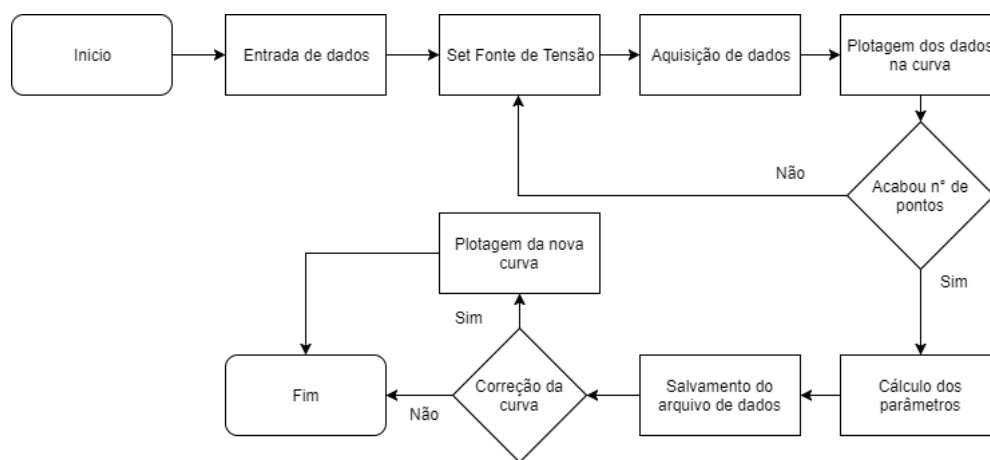 Inicio
Entrada de dados
Set Fonte de Tensão
Aquisição de dados
Plotagem dos dados
na curva
Não
Acabou n° de
pontos
Sim
Plotagem da nova
curva
Sim
Fim
Não
Correção da
curva
Salvamento do
arquivo de dados
Cálculo dos
parâmetros